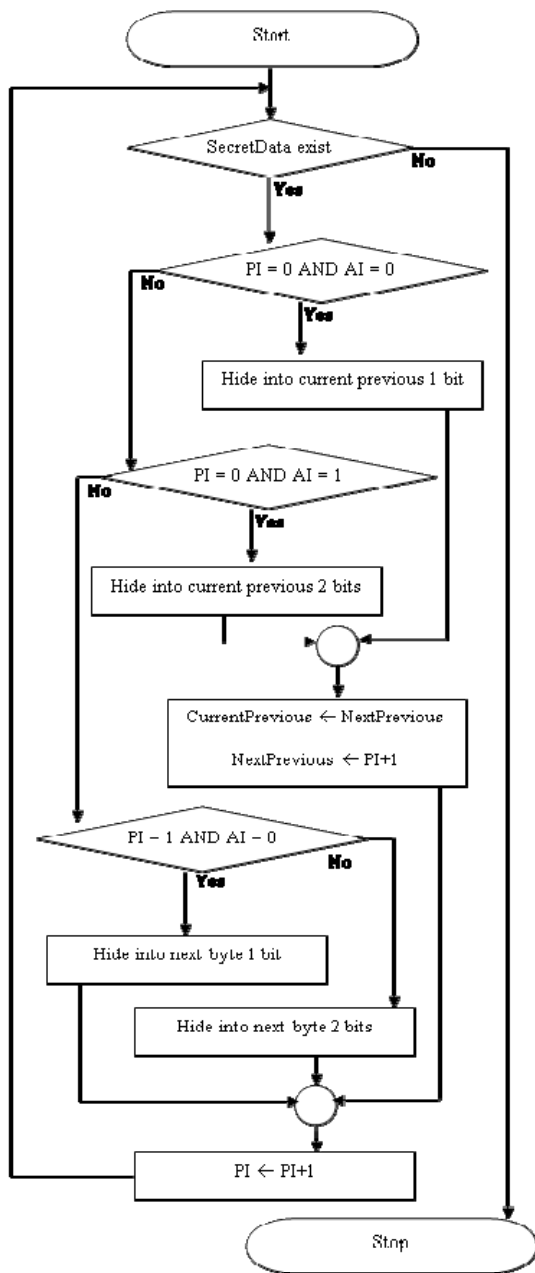 Start
SecretData exist
No
Yes
PI = 0 AND AI = 0
No
Yes
Hide into current previous 1 bit
PI = 0 AND AI = 1
No
Yes
Hide into current previous 2 bits
CurrentPrevious ← NextPrevious
NextPrevious ← PI+1
PI – 1 AND AI – 0
No
Yes
Hide into next byte 1 bit
Hide into next byte 2 bits
PI ← PI+1
Stop